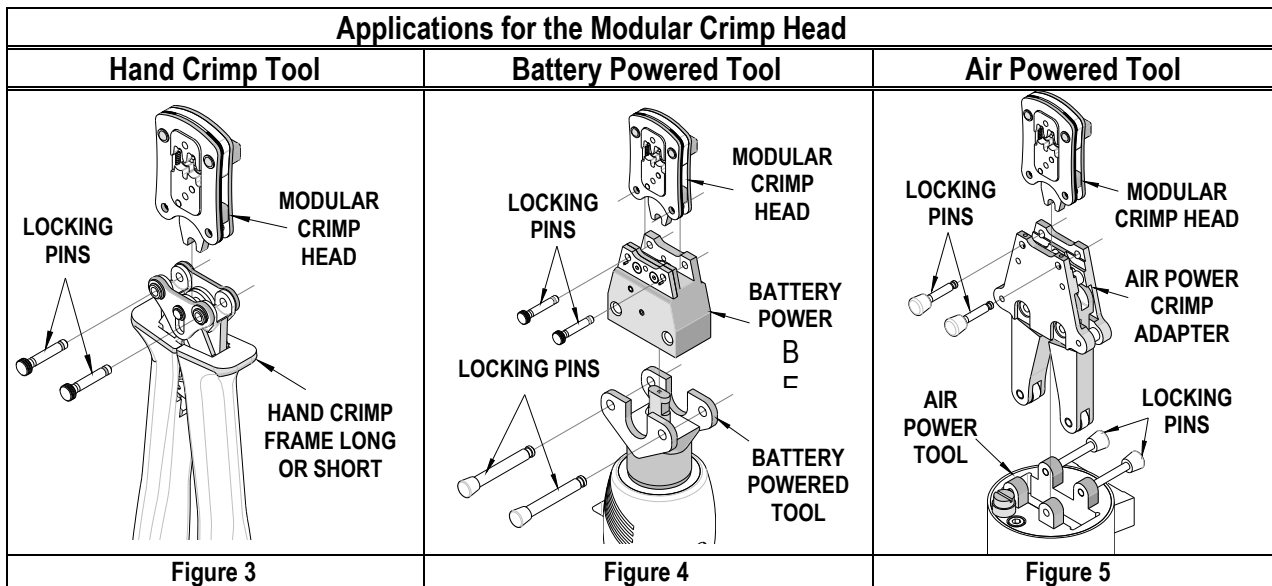 Applications for the Modular Crimp Head
Hand Crimp Tool
Battery Powered Tool
Air Powered Tool
LOCKING
PINS
MODULAR
CRIMP
HEAD
HAND CRIMP
FRAME LONG
OR SHORT
LOCKING
PINS
MODULAR
CRIMP
HEAD
BATTERY
POWER
B
LOCKING PINS
BATTERY
POWERED
TOOL
LOCKING
PINS
MODULAR
CRIMP HEAD
AIR POWER
CRIMP
ADAPTER
AIR
POWER
TOOL
LOCKING
PINS
Figure 3
Figure 4
Figure 5